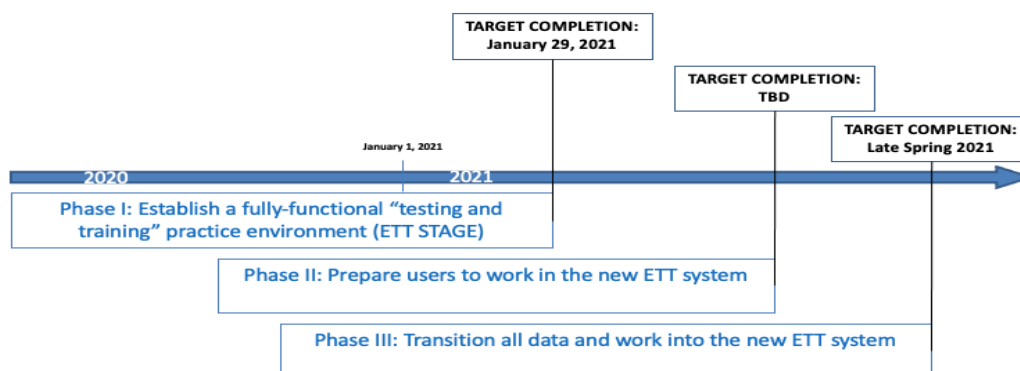 TARGET COMPLETION:
January 29, 2021
TARGET COMPLETION:
TBD
TARGET COMPLETION:
Late Spring 2021
January 1, 2021
2020
2021
Phase I: Establish a fully-functional “testing and
training” practice environment (ETT STAGE)
Phase II: Prepare users to work in the new ETT system
Phase III: Transition all data and work into the new ETT system